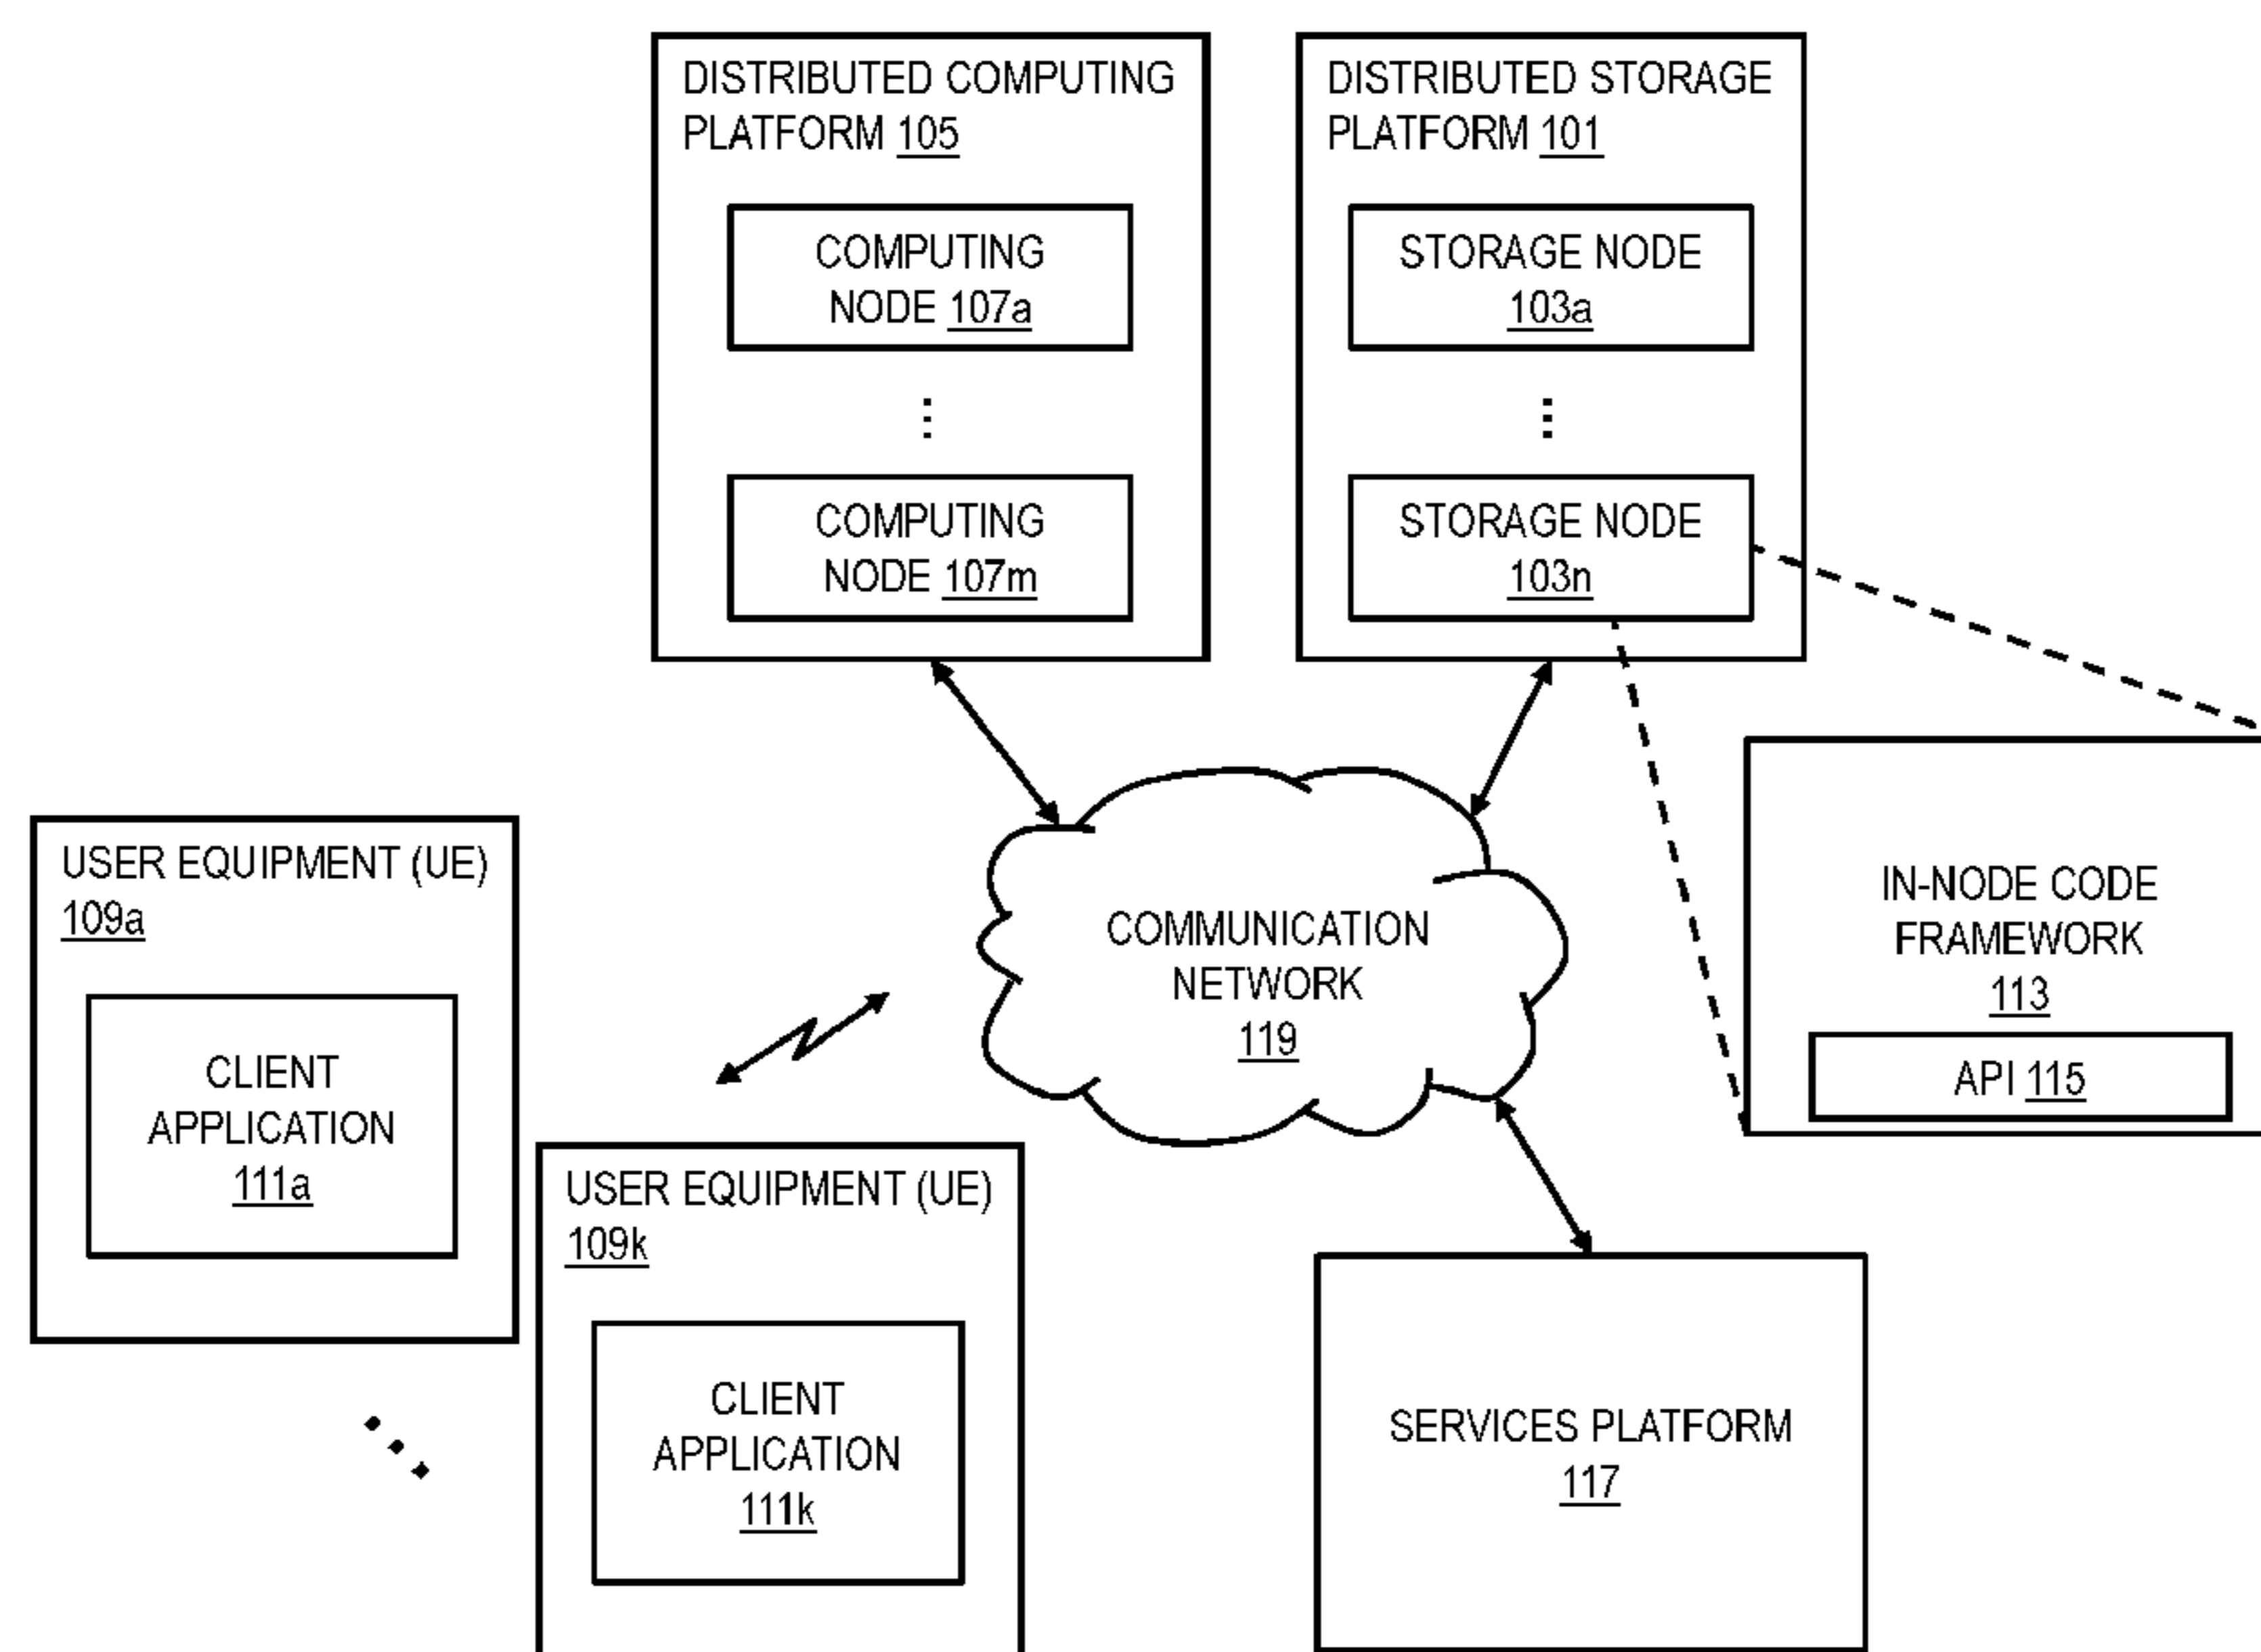 DISTRIBUTED COMPUTING
PLATFORM 105
COMPUTING
NODE 107a
COMPUTING
NODE 107m
DISTRIBUTED STORAGE
PLATFORM 101
STORAGE NODE
103a
STORAGE NODE
103n
USER EQUIPMENT (UE)
109a
CLIENT
APPLICATION
111a
COMMUNICATION
NETWORK
119
IN-NODE CODE
FRAMEWORK
113
API 115
USER EQUIPMENT (UE)
109k
CLIENT
APPLICATION
111k
SERVICES PLATFORM
117